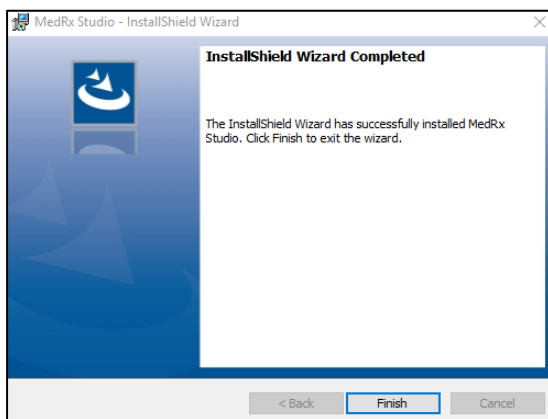 MedRx Studio - InstallShield Wizard
InstallShield Wizard Completed
The InstallShield Wizard has successfully installed MedRx
Studio. Click Finish to exit the wizard.
< Back
Finish
Cancel